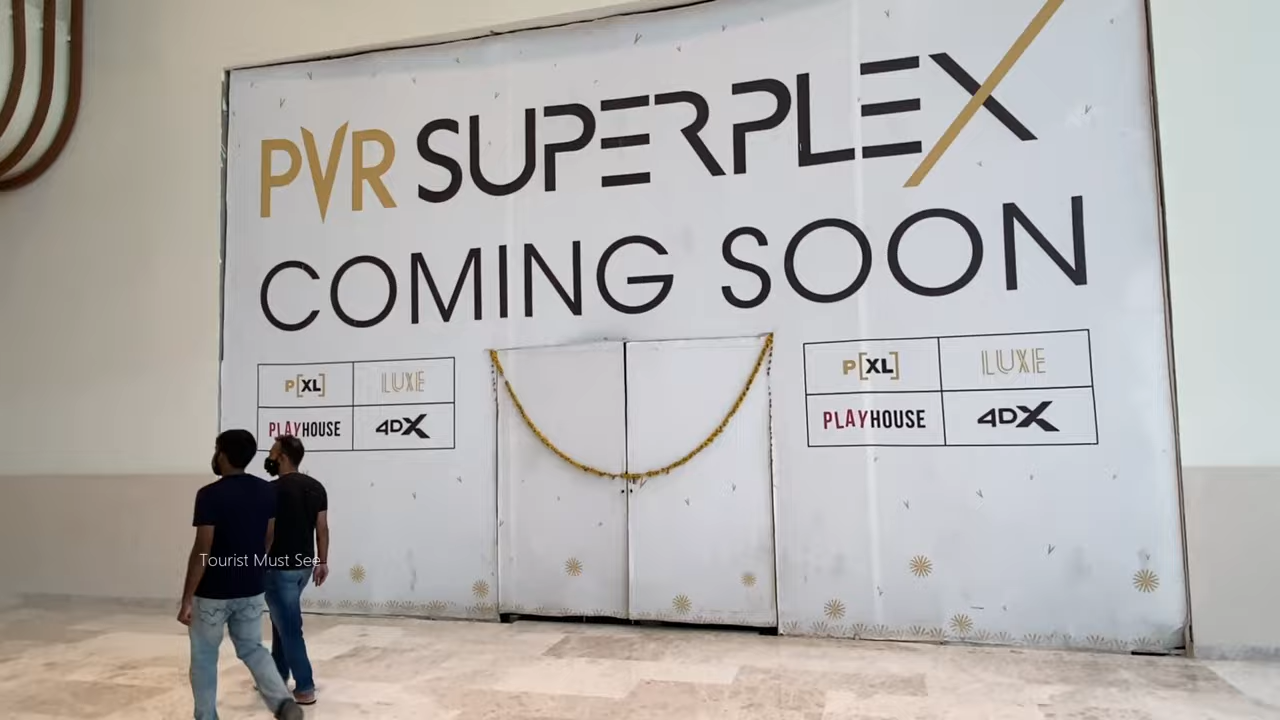 PVR SUPERPLEX
COMING SOON
P[XL] LUXE
PLAYHOUSE 4DX
P[XL] LUXE
PLAYHOUSE 4DX
Tourist Must See